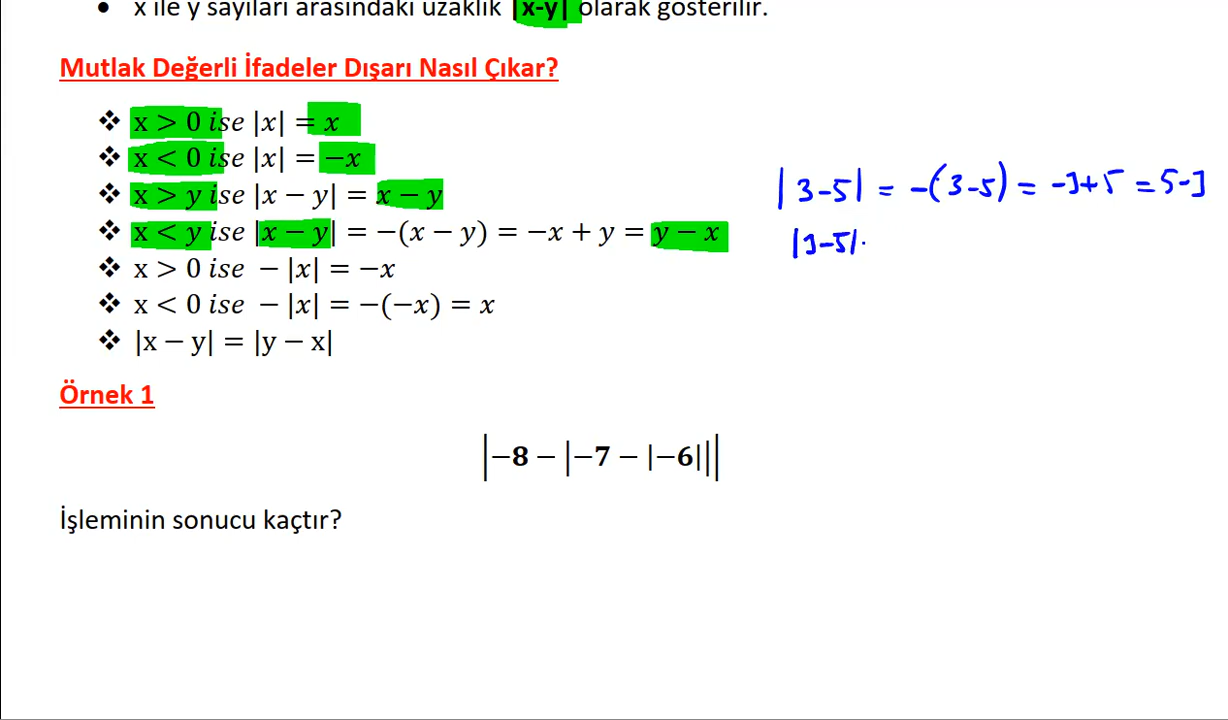 • x ile y sayıları arasındaki uzaklık |x-y| olarak gösterilir.
Mutlak Değerli İfadeler Dışarı Nasıl Çıkar?
❖ x > 0 ise |x| = x
❖ x < 0 ise |x| = −x
❖ x > y ise |x − y| = x − y
❖ x < y ise |x − y| = −(x − y) = −x + y = y − x
❖ x > 0 ise − |x| = −x
❖ x < 0 ise − |x| = −(−x) = x
❖ |x − y| = |y − x|
|3-5| = -(3-5) = -3+5 = 5-3
|3-5|
Örnek 1
|−8 − |−7 − |−6|||
İşleminin sonucu kaçtır?